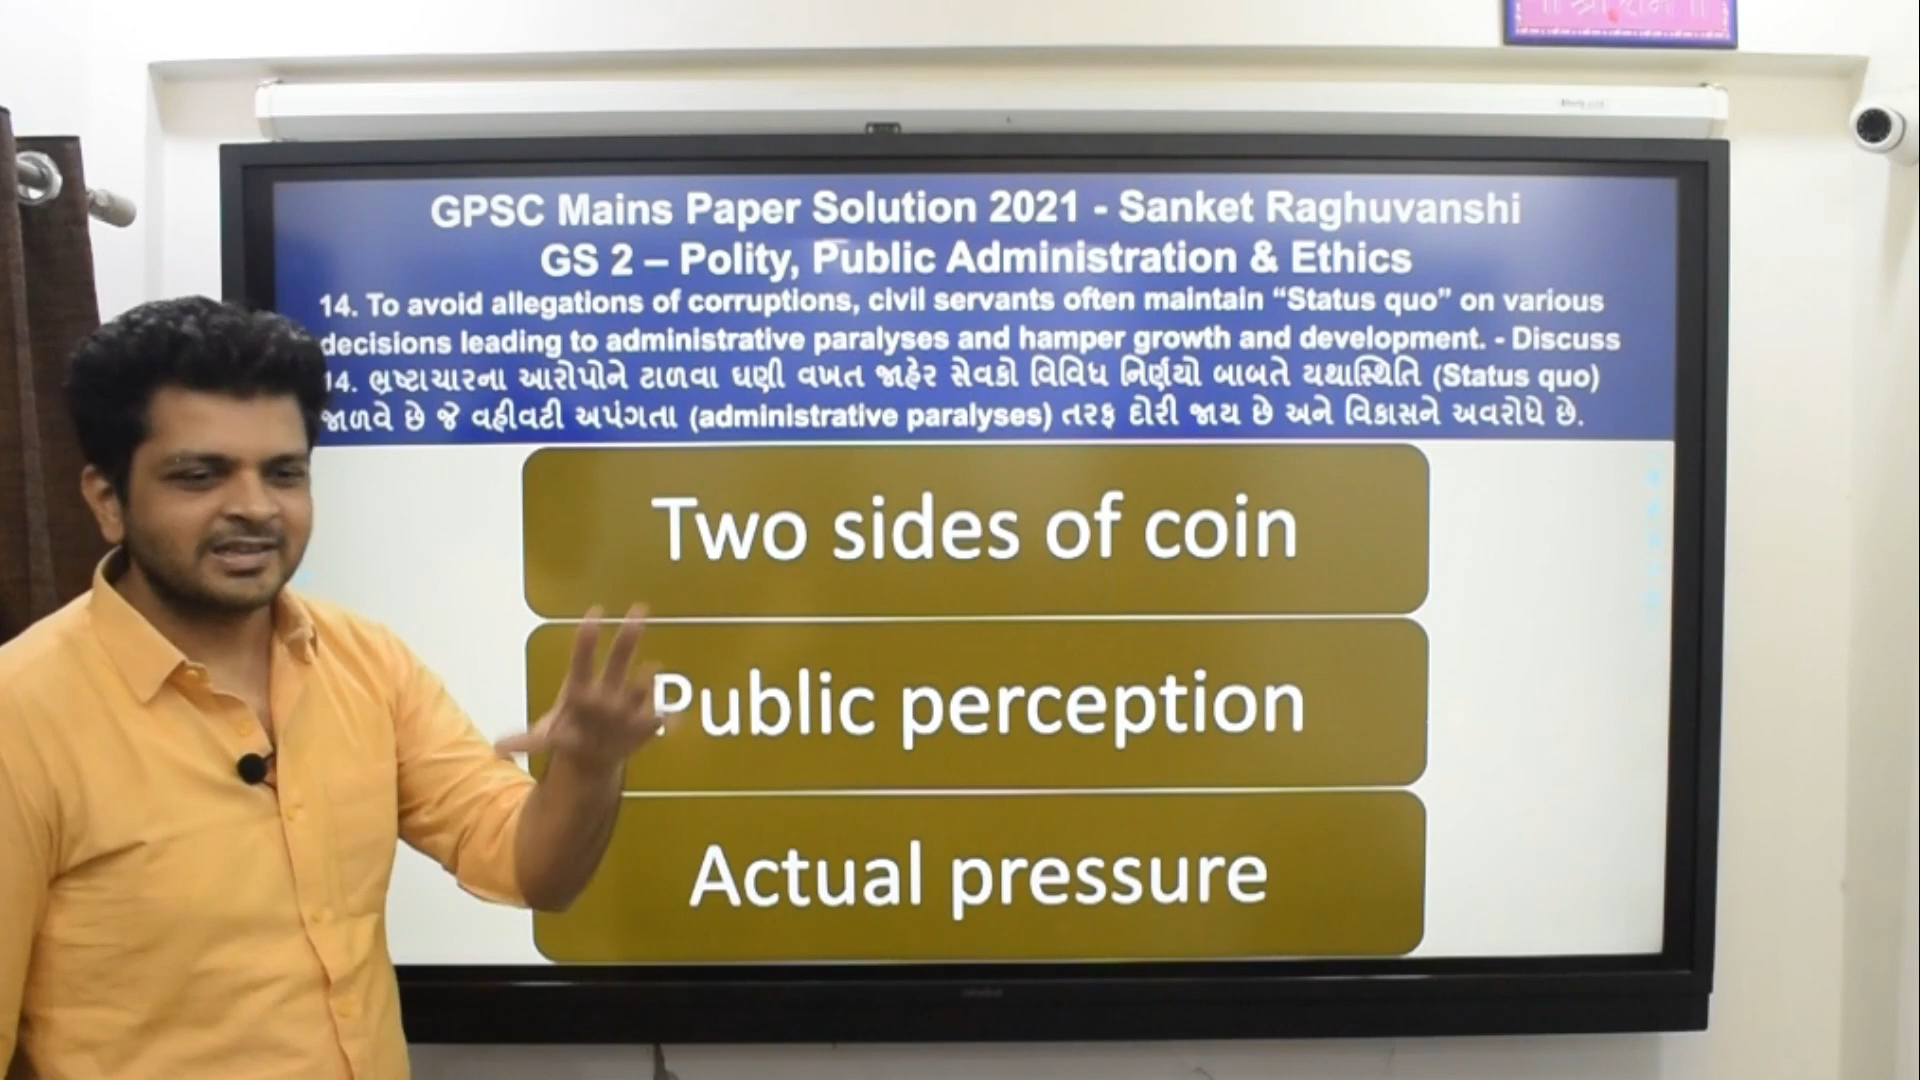 ॥ श्री राम ॥
GPSC Mains Paper Solution 2021 - Sanket Raghuvanshi
GS 2 – Polity, Public Administration & Ethics
14. To avoid allegations of corruptions, civil servants often maintain “Status quo” on various
decisions leading to administrative paralyses and hamper growth and development. - Discuss
14. ભ્રષ્ટાચારના આરોપોને ટાળવા ઘણી વખત જાહેર સેવકો વિવિધ નિર્ણયો બાબતે યથાસ્થિતિ (Status quo)
જાળવે છે જે વહીવટી અપંગતા (administrative paralyses) તરફ દોરી જાય છે અને વિકાસને અવરોધે છે.
Two sides of coin
Public perception
Actual pressure